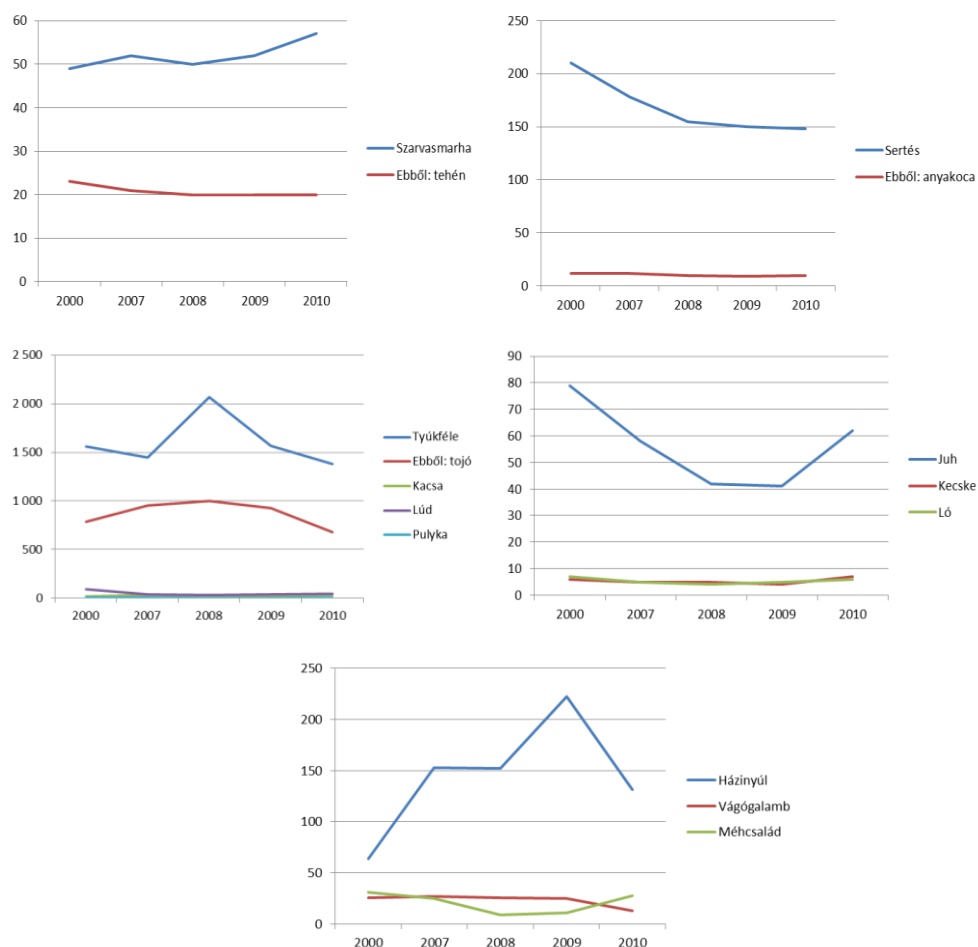 60
50
40
30
20
10
0
2000 2007 2008 2009 2010
Szarvasmarha
Ebből: tehén
250
200
150
100
50
0
2000 2007 2008 2009 2010
Sertés
Ebből: anyakoca
2 500
2 000
1 500
1 000
500
0
2000 2007 2008 2009 2010
Tyúkféle
Ebből: tojó
Kacsa
Lúd
Pulyka
90
80
70
60
50
40
30
20
10
0
2000 2007 2008 2009 2010
Juh
Kecske
Ló
250
200
150
100
50
0
2000 2007 2008 2009 2010
Házinyúl
Vágógalamb
Méhcsalád